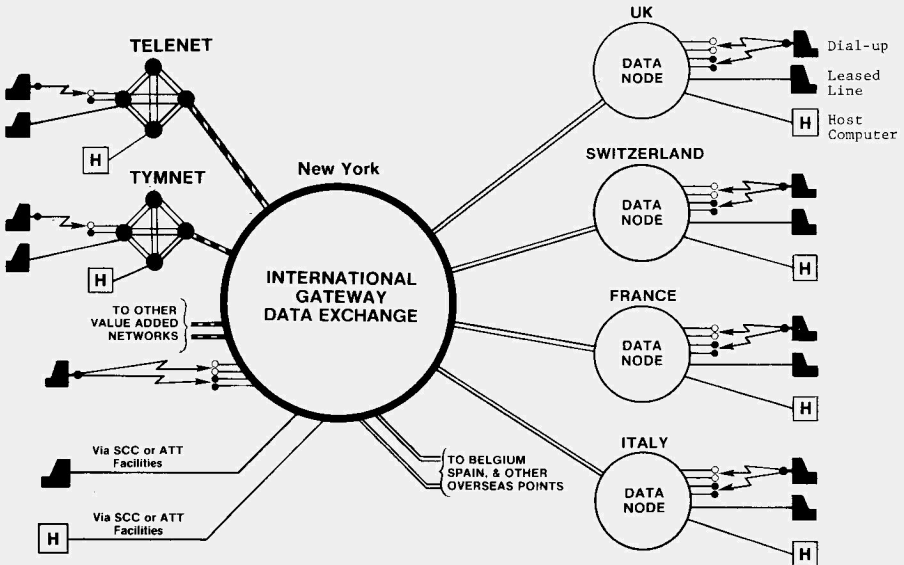 TELENET
H
TYMNET
H
New York
INTERNATIONAL
GATEWAY
DATA EXCHANGE
TO OTHER
VALUE ADDED
NETWORKS
Via SCC or ATT
Facilities
H
Via SCC or ATT
Facilities
TO BELGIUM
SPAIN, & OTHER
OVERSEAS POINTS
UK
DATA
NODE
Dial-up
Leased
Line
H
Host
Computer
SWITZERLAND
DATA
NODE
H
FRANCE
DATA
NODE
H
ITALY
DATA
NODE
H